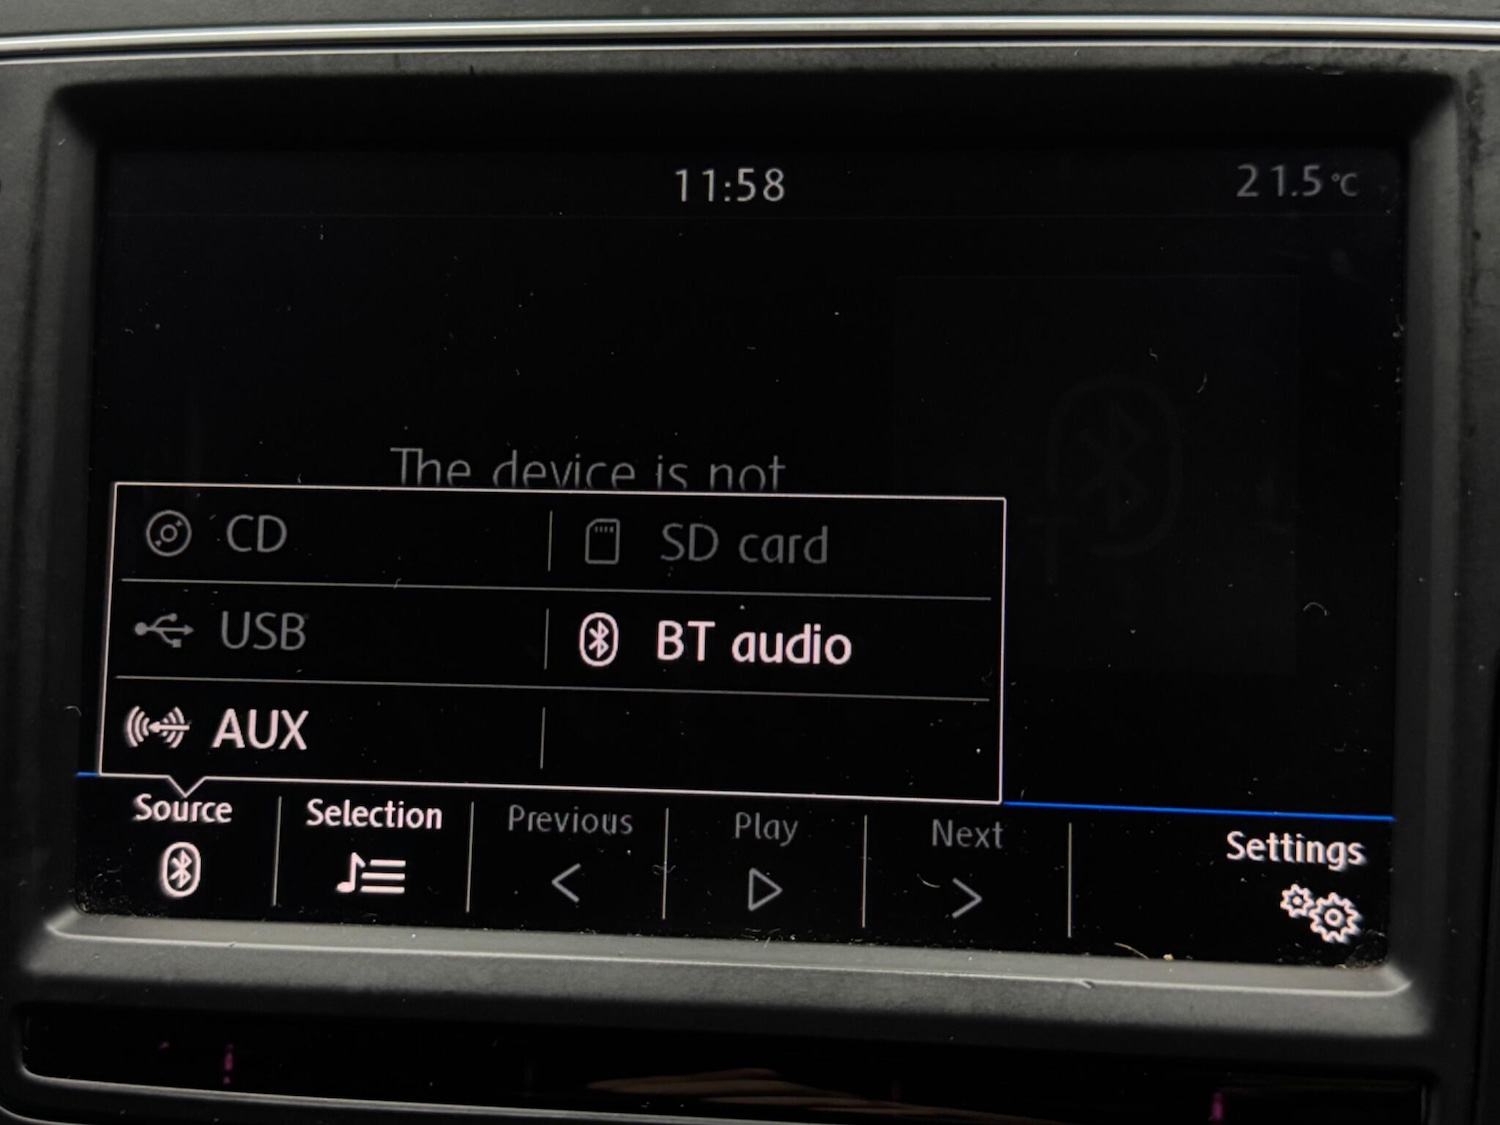 11:58
21.5°C
The device is not
CD
SD card
USB
BT audio
AUX
Source
Selection
Previous
Play
Next
Settings